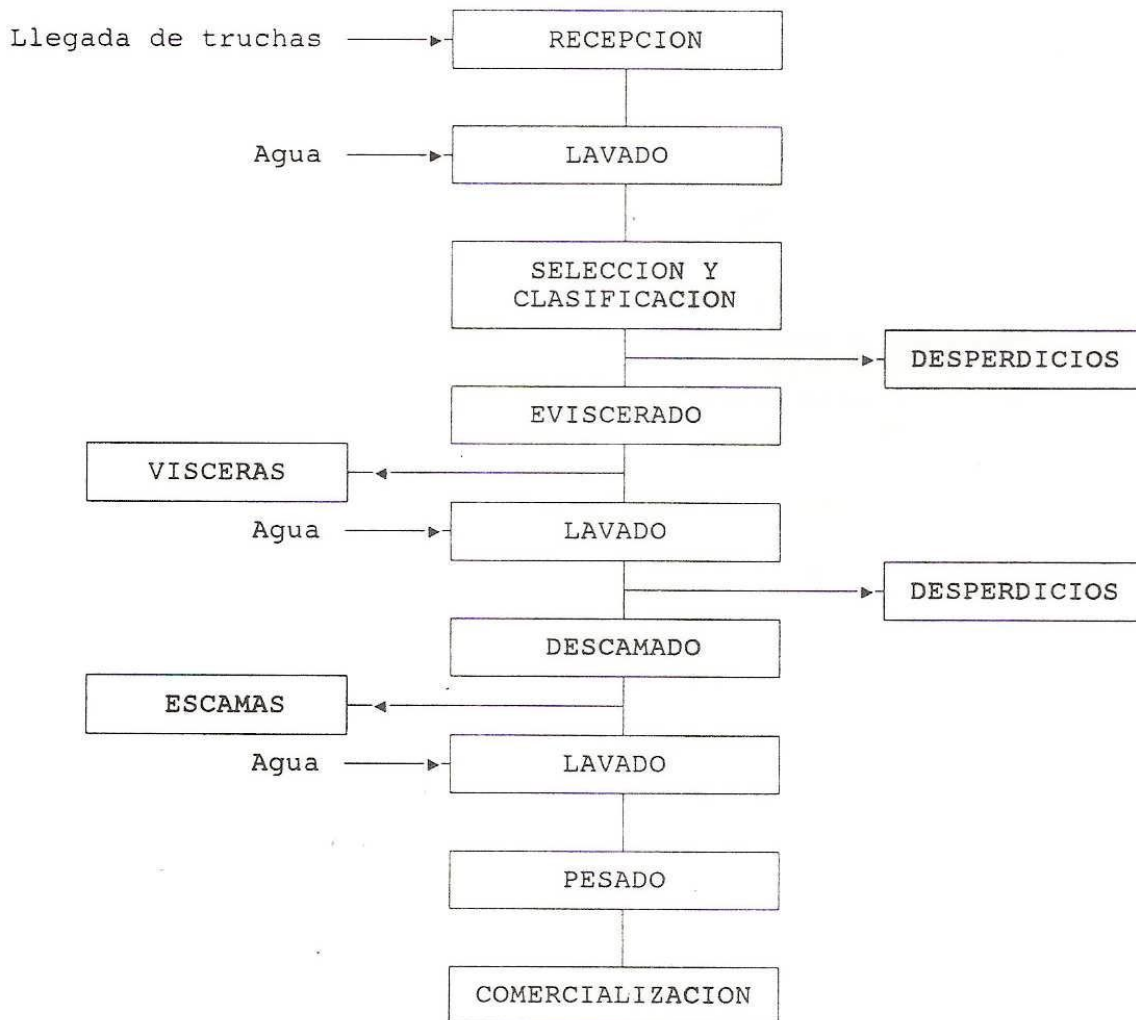 Llegada de truchas
RECEPCION
Agua
LAVADO
SELECCION Y
CLASIFICACION
DESPERDICIOS
EVISCERADO
VISCERAS
Agua
LAVADO
DESPERDICIOS
DESCAMADO
ESCAMAS
Agua
LAVADO
PESADO
COMERCIALIZACION